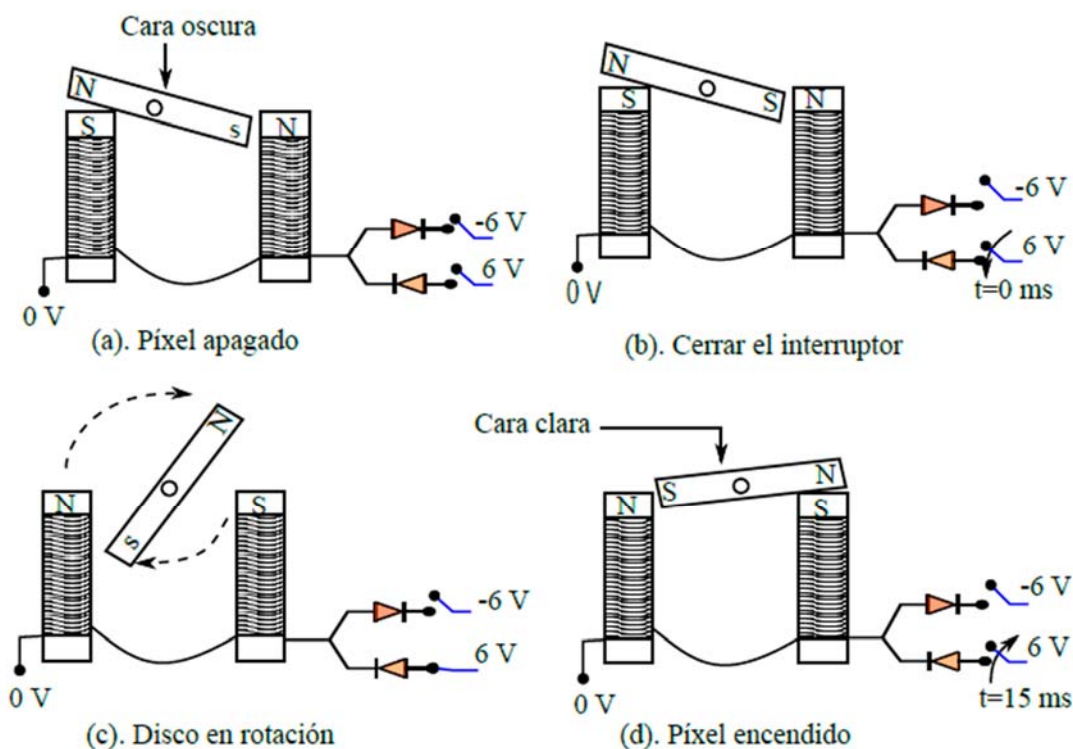 Cara oscura
N
S
s
N
-6 V
6 V
0 V
(a). Píxel apagado
N
S
S
N
-6 V
6 V
t=0 ms
0 V
(b). Cerrar el interruptor
N
N
s
S
-6 V
6 V
0 V
(c). Disco en rotación
Cara clara
N
S
N
S
-6 V
6 V
t=15 ms
0 V
(d). Píxel encendido